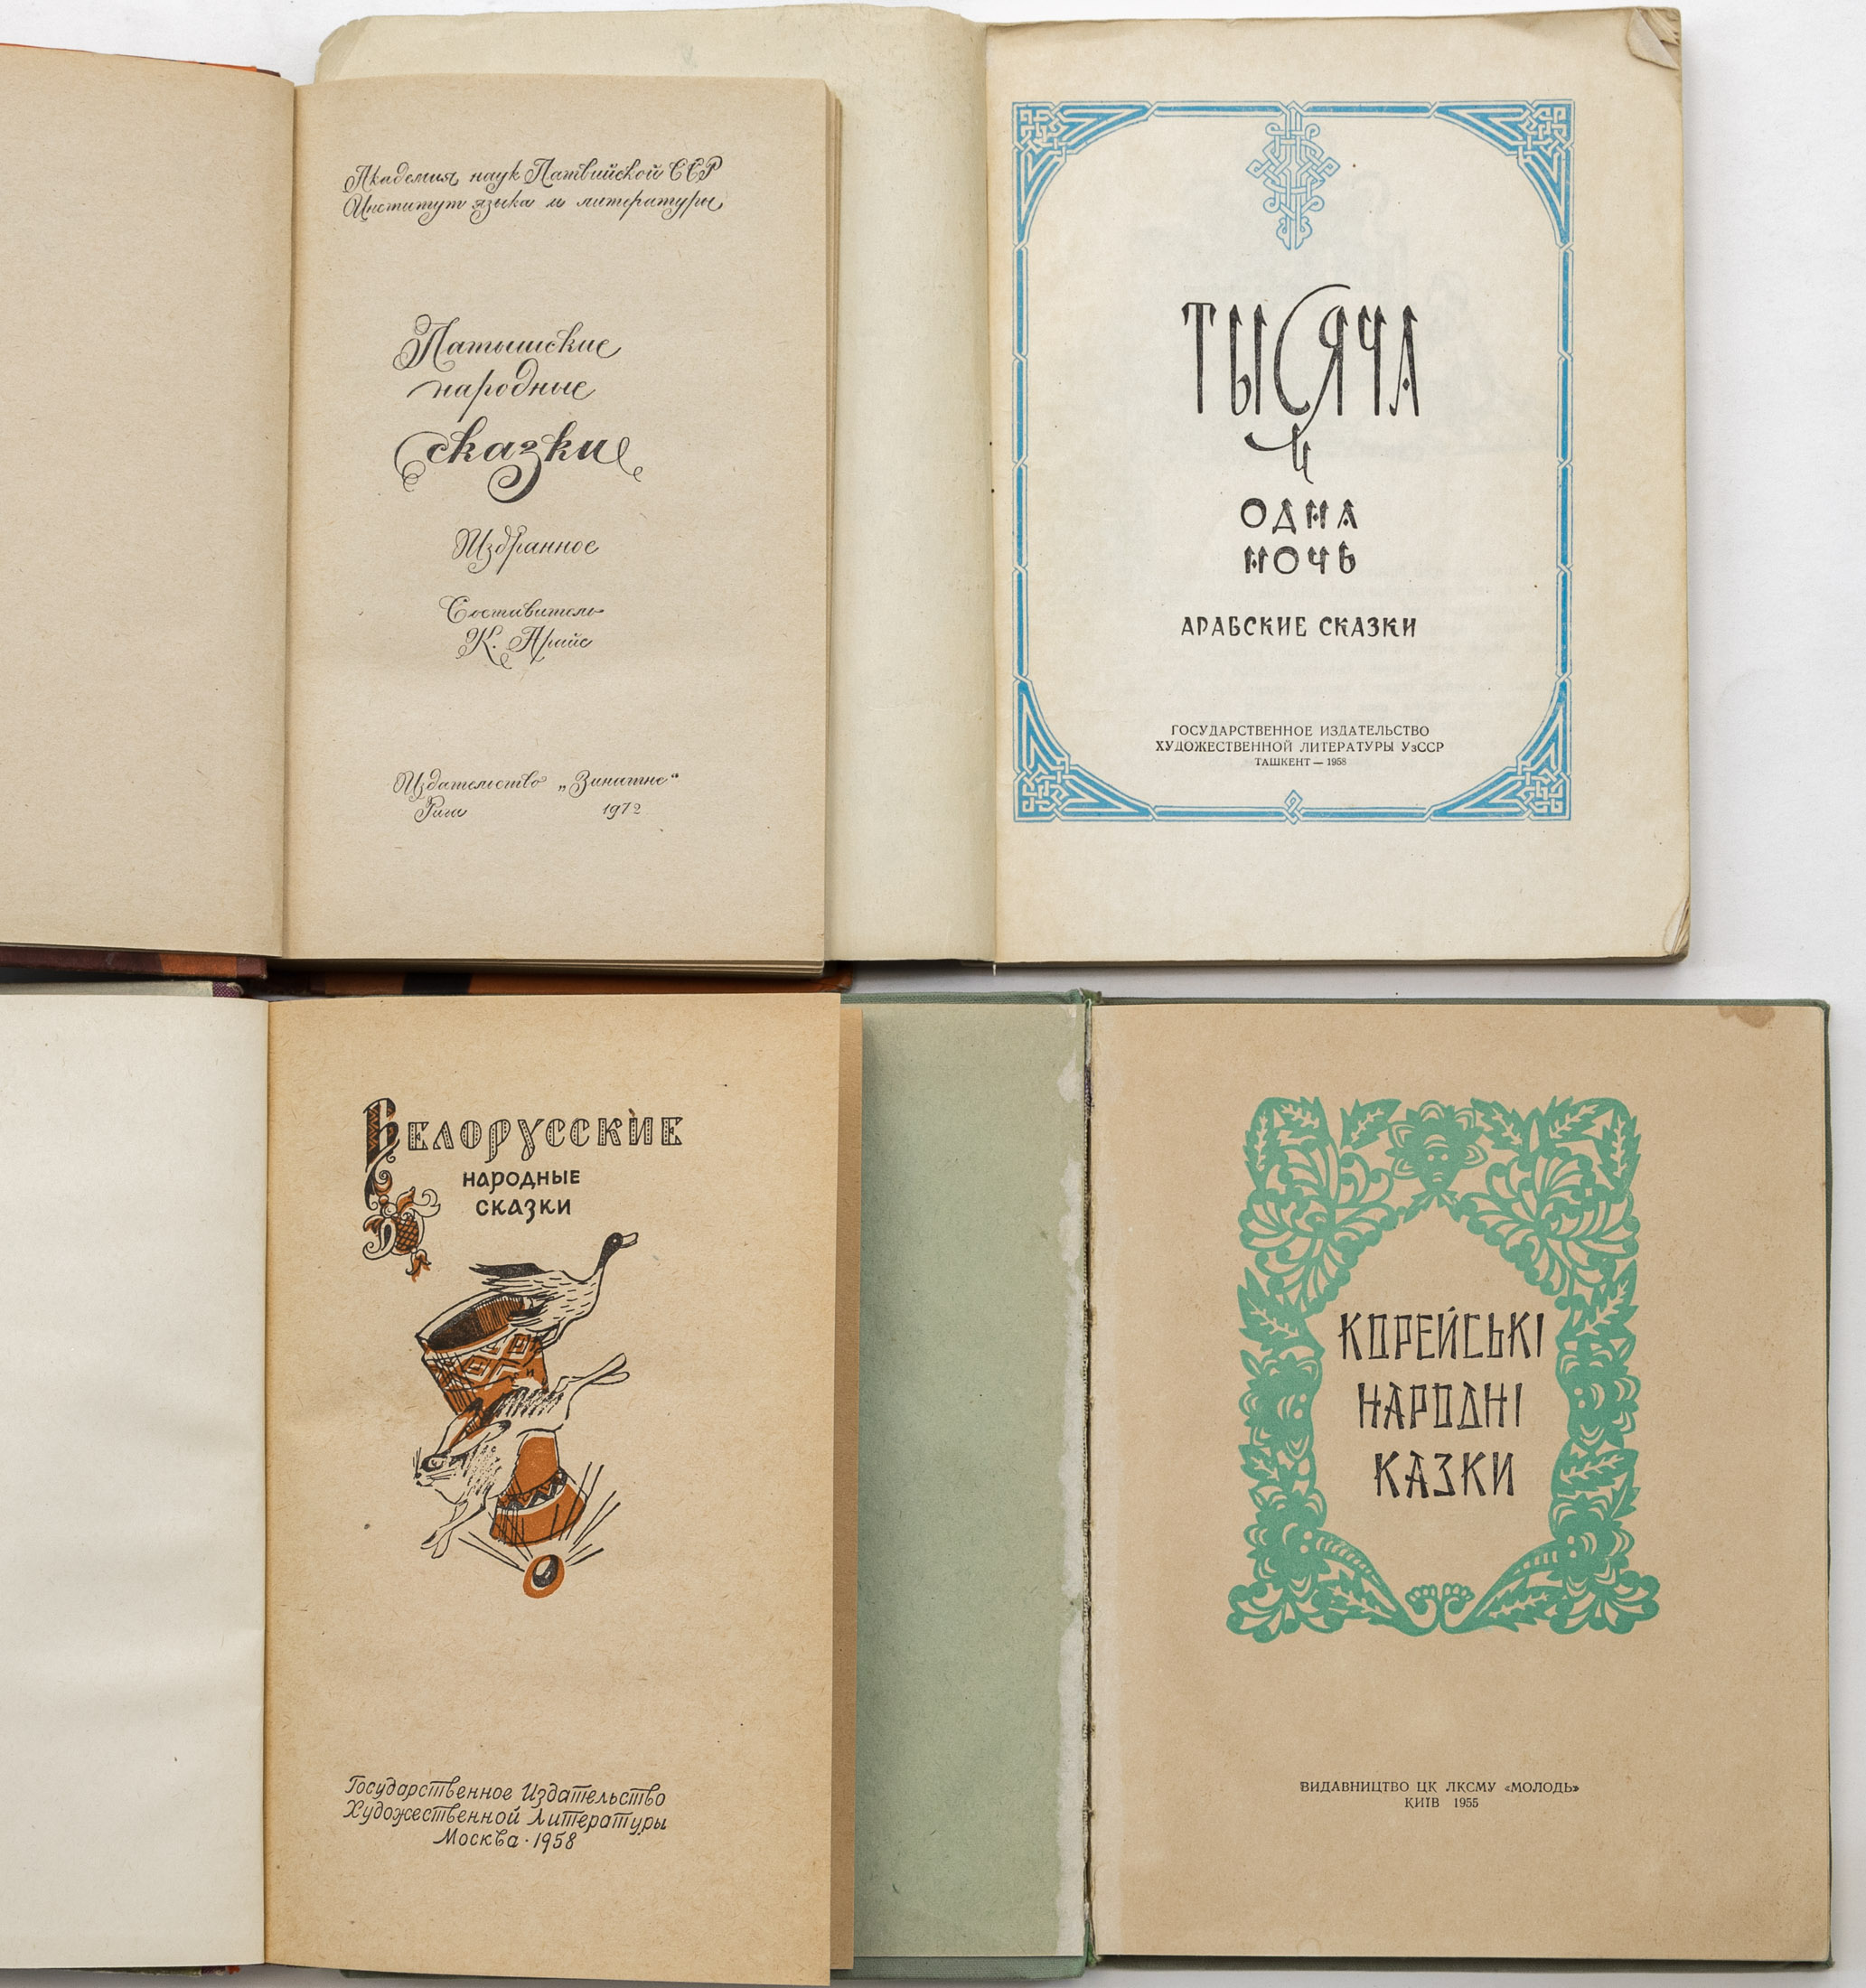 Академия наук Латвийской ССР
Институт языка и литературы
Латышские
народные
сказки
Избранное
Составитель
К. Арайс
Издательство „Зинатне“
Рига 1972
ТЫСЯЧА
И
ОДНА
НОЧЬ
АРАБСКИЕ СКАЗКИ
ГОСУДАРСТВЕННОЕ ИЗДАТЕЛЬСТВО
ХУДОЖЕСТВЕННОЙ ЛИТЕРАТУРЫ УзССР
ТАШКЕНТ — 1958
БЕЛОРУССКИЕ
НАРОДНЫЕ
СКАЗКИ
Государственное Издательство
Художественной Литературы
Москва · 1958
КОРЕЙСЬКІ
НАРОДНІ
КАЗКИ
ВИДАВНИЦТВО ЦК ЛКСМУ «МОЛОДЬ»
КИЇВ 1955